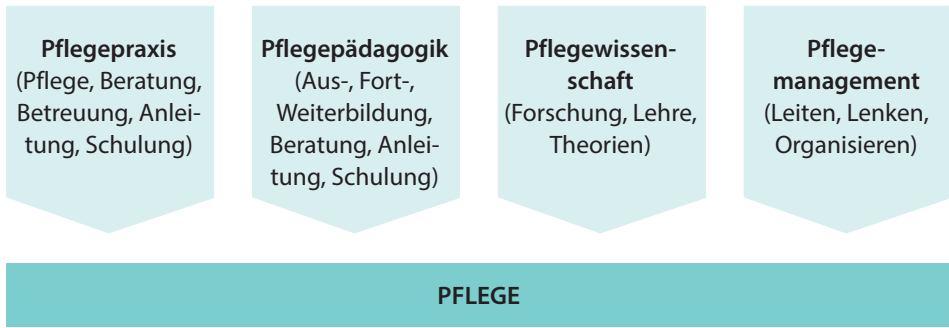 Pflegepraxis
(Pflege, Beratung,
Betreuung, Anlei-
tung, Schulung)
Pflegepädagogik
(Aus-, Fort-,
Weiterbildung,
Beratung, Anlei-
tung, Schulung)
Pflegewissen-
schaft
(Forschung, Lehre,
Theorien)
Pflege-
management
(Leiten, Lenken,
Organisieren)
PFLEGE